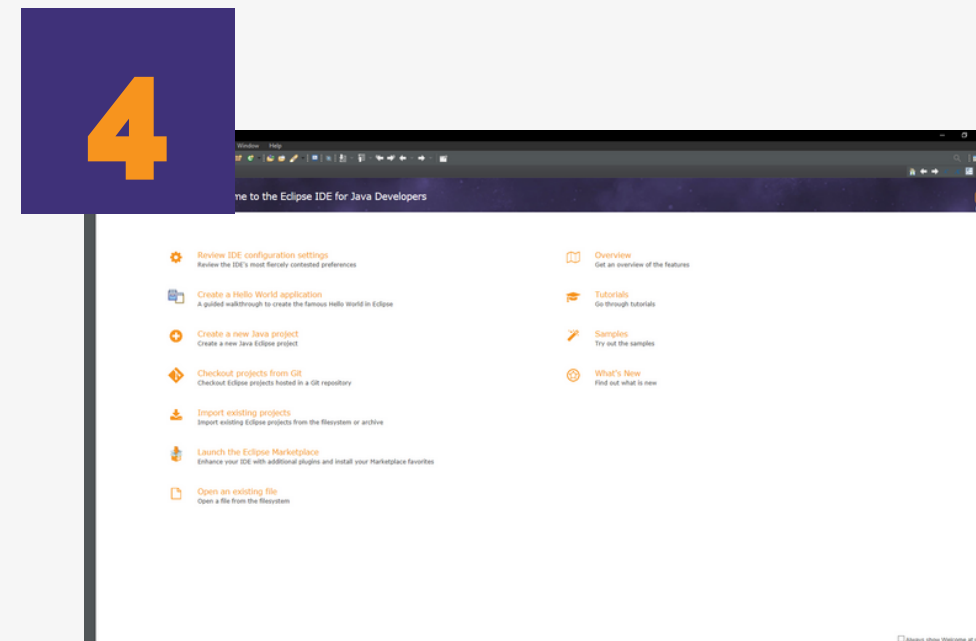 4
Window Help
me to the Eclipse IDE for Java Developers
Review IDE configuration settings
Review the IDE's most fiercely contested preferences
Create a Hello World application
A guided walkthrough to create the famous Hello World in Eclipse
Create a new Java project
Create a new Java Eclipse project
Checkout projects from Git
Checkout Eclipse projects hosted in a Git repository
Import existing projects
Import existing Eclipse projects from the filesystem or archive
Launch the Eclipse Marketplace
Enhance your IDE with additional plugins and install your Marketplace favorites
Open an existing file
Open a file from the filesystem
Overview
Get an overview of the features
Tutorials
Go through tutorials
Samples
Try out the samples
What's New
Find out what is new
Always show Welcome at